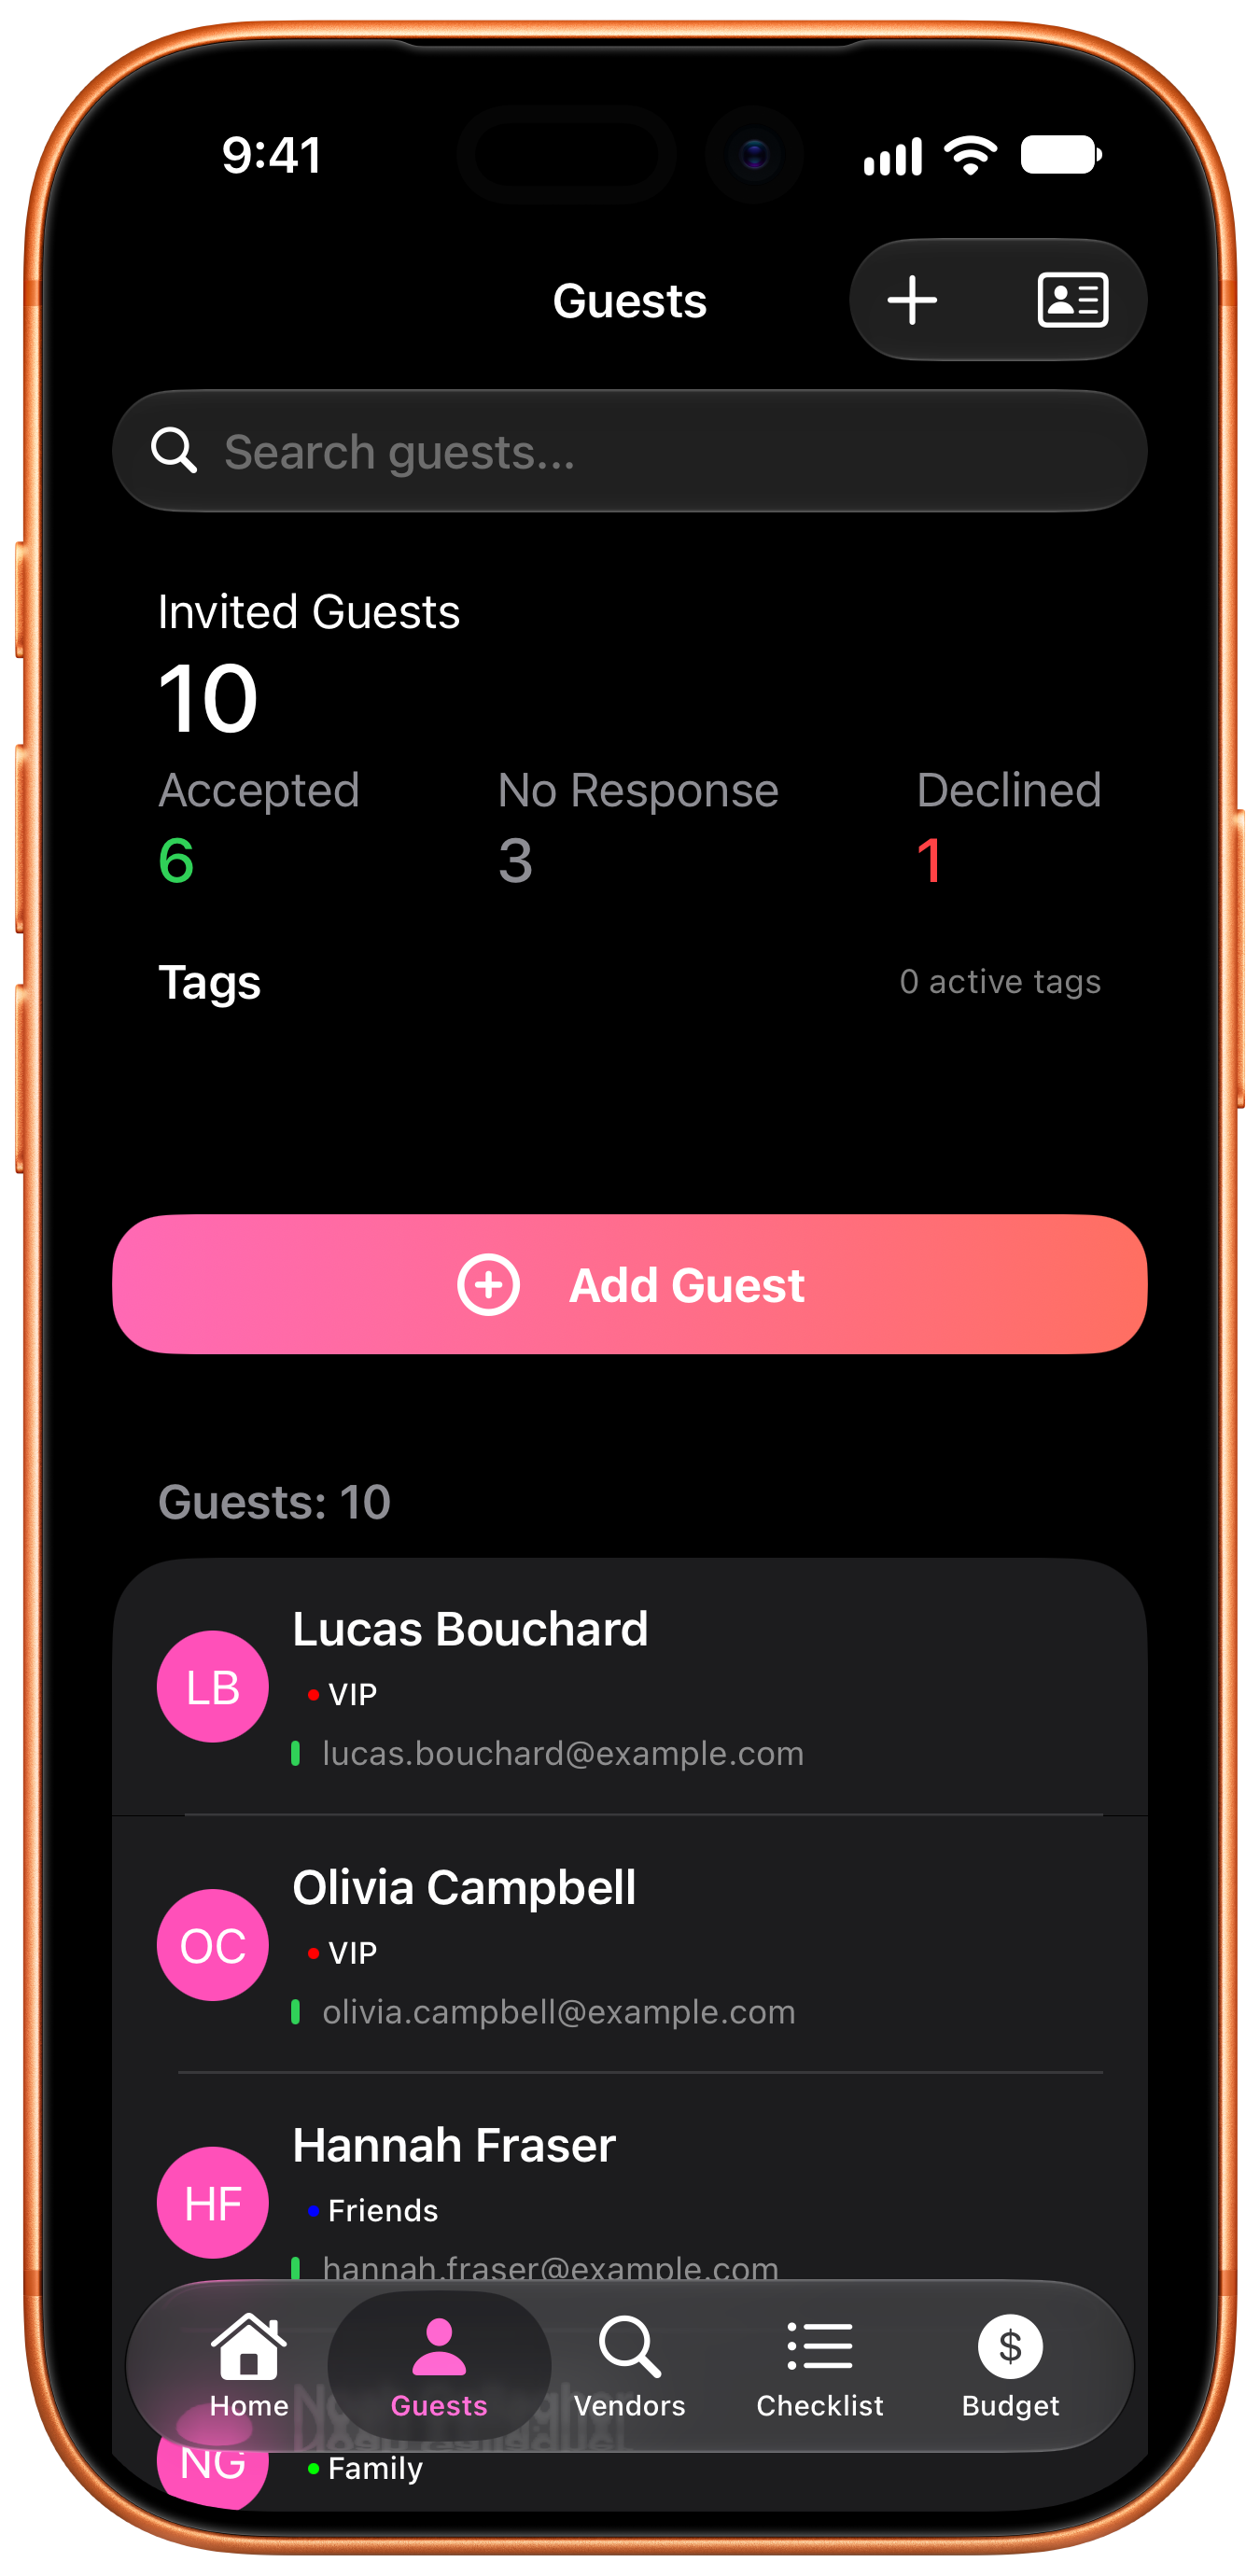 9:41
Guests
Search guests...
Invited Guests
10
Accepted No Response Declined
6 3 1
Tags 0 active tags
Add Guest
Guests: 10
Lucas Bouchard
LB
VIP
lucas.bouchard@example.com
Olivia Campbell
OC
VIP
olivia.campbell@example.com
Hannah Fraser
HF
Friends
hannah.fraser@example.com
$
Home Guests Vendors Checklist Budget
NG
Family